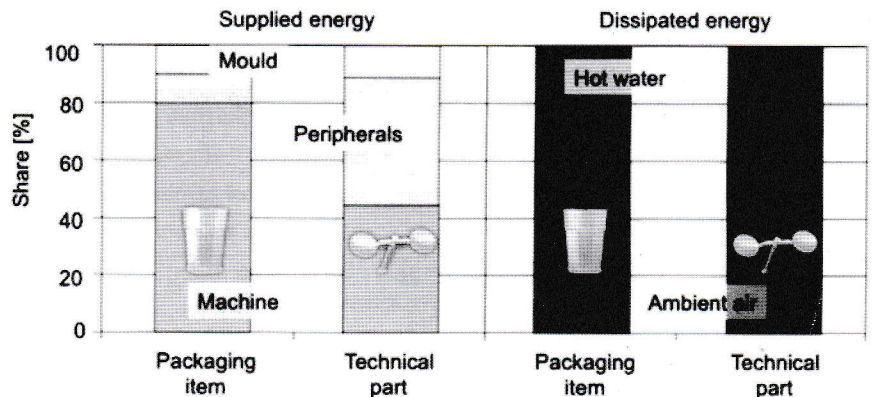 Supplied energy
Dissipated energy
100
80
60
40
20
0
Share [%]
Mould
Peripherals
Machine
Hot water
Ambient air
Packaging item
Technical part
Packaging item
Technical part